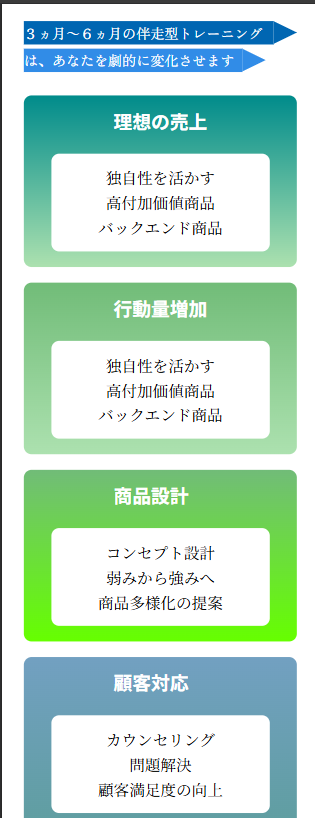 ３ヵ月～６ヵ月の伴走型トレーニング
は、あなたを劇的に変化させます
理想の売上
独自性を活かす
高付加価値商品
バックエンド商品
行動量増加
独自性を活かす
高付加価値商品
バックエンド商品
商品設計
コンセプト設計
弱みから強みへ
商品多様化の提案
顧客対応
カウンセリング
問題解決
顧客満足度の向上